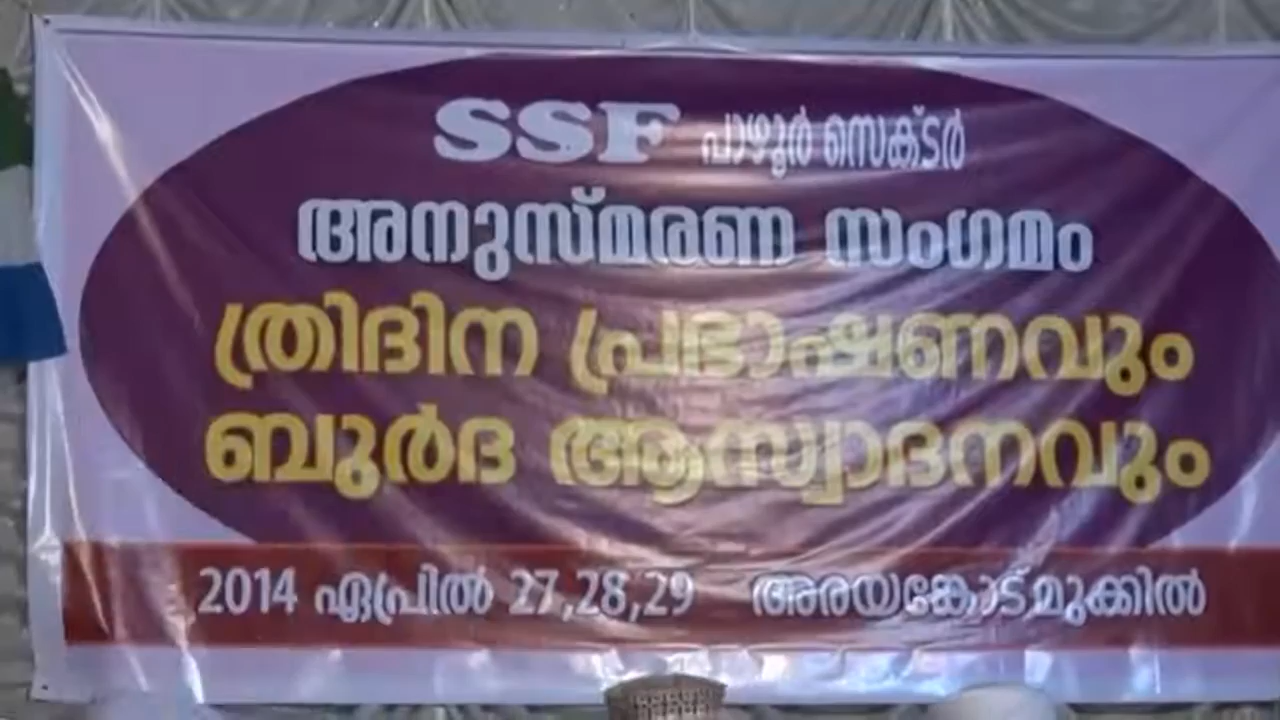 SSF പാഴൂർ സെക്ടർ
അനുസ്മരണ സംഗമം
ത്രിദിന പ്രഭാഷണവും
ബുർദ ആസ്വാദനവും
2014 ഏപ്രിൽ 27,28,29 അരയങ്കോട്മുക്കിൽ